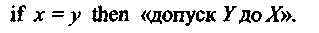 if x = y then «допуск Y до X».